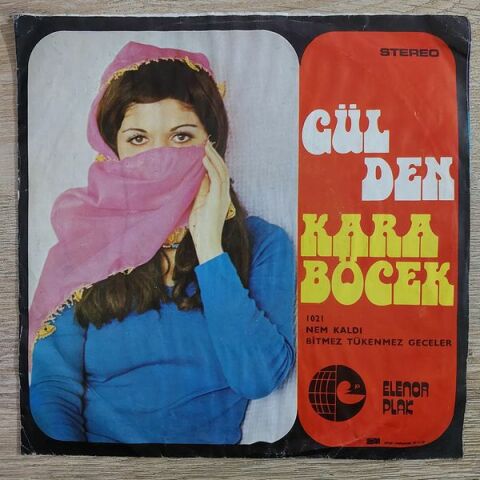 STEREO
GÜL
DEN
KARA
BÖCEK
1021
NEM KALDI
BİTMEZ TÜKENMEZ GECELER
ELENOR
PLAK